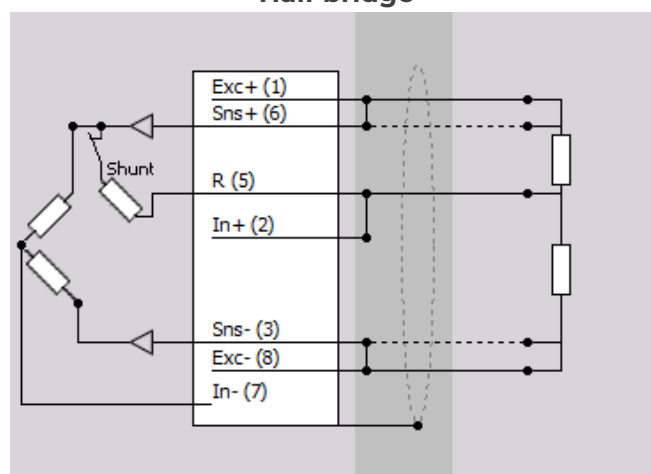 Half bridge
Exc+ (1)
Sns+ (6)
Shunt
R (5)
In+ (2)
Sns- (3)
Exc- (8)
In- (7)